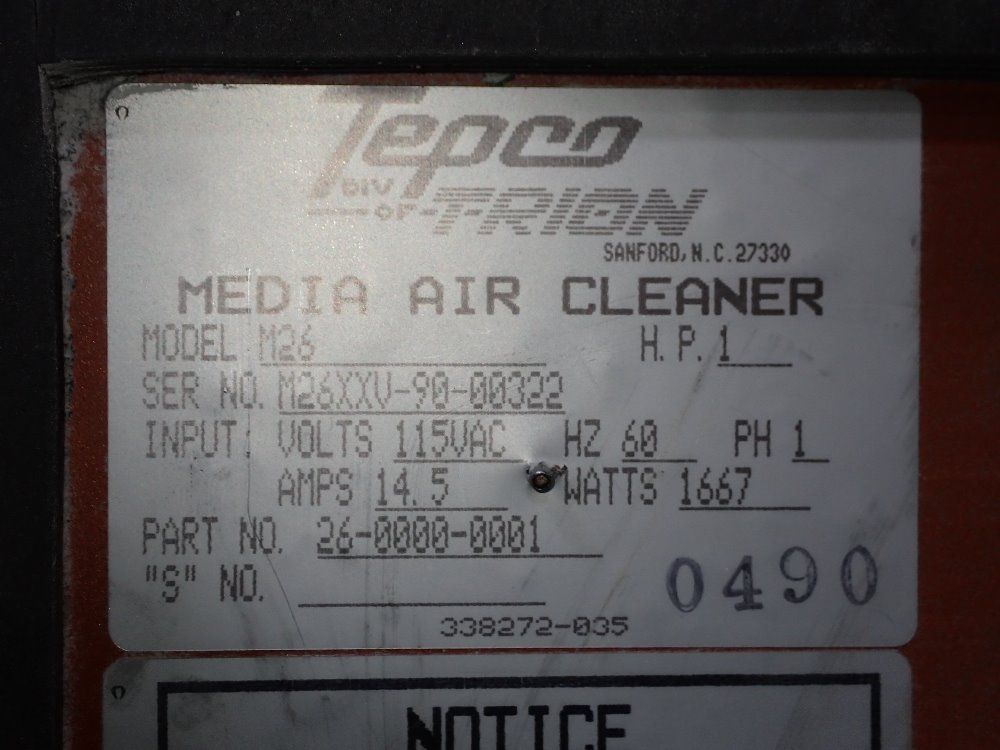 Tepco
DIV
OF TRION
SANFORD, N.C. 27330
MEDIA AIR CLEANER
MODEL M26 H.P. 1
SER NO. M26XXV-90-00322
INPUT: VOLTS 115VAC HZ 60 PH 1
AMPS 14.5 WATTS 1667
PART NO. 26-0000-0001
"S" NO.
0490
338272-035
NOTICE